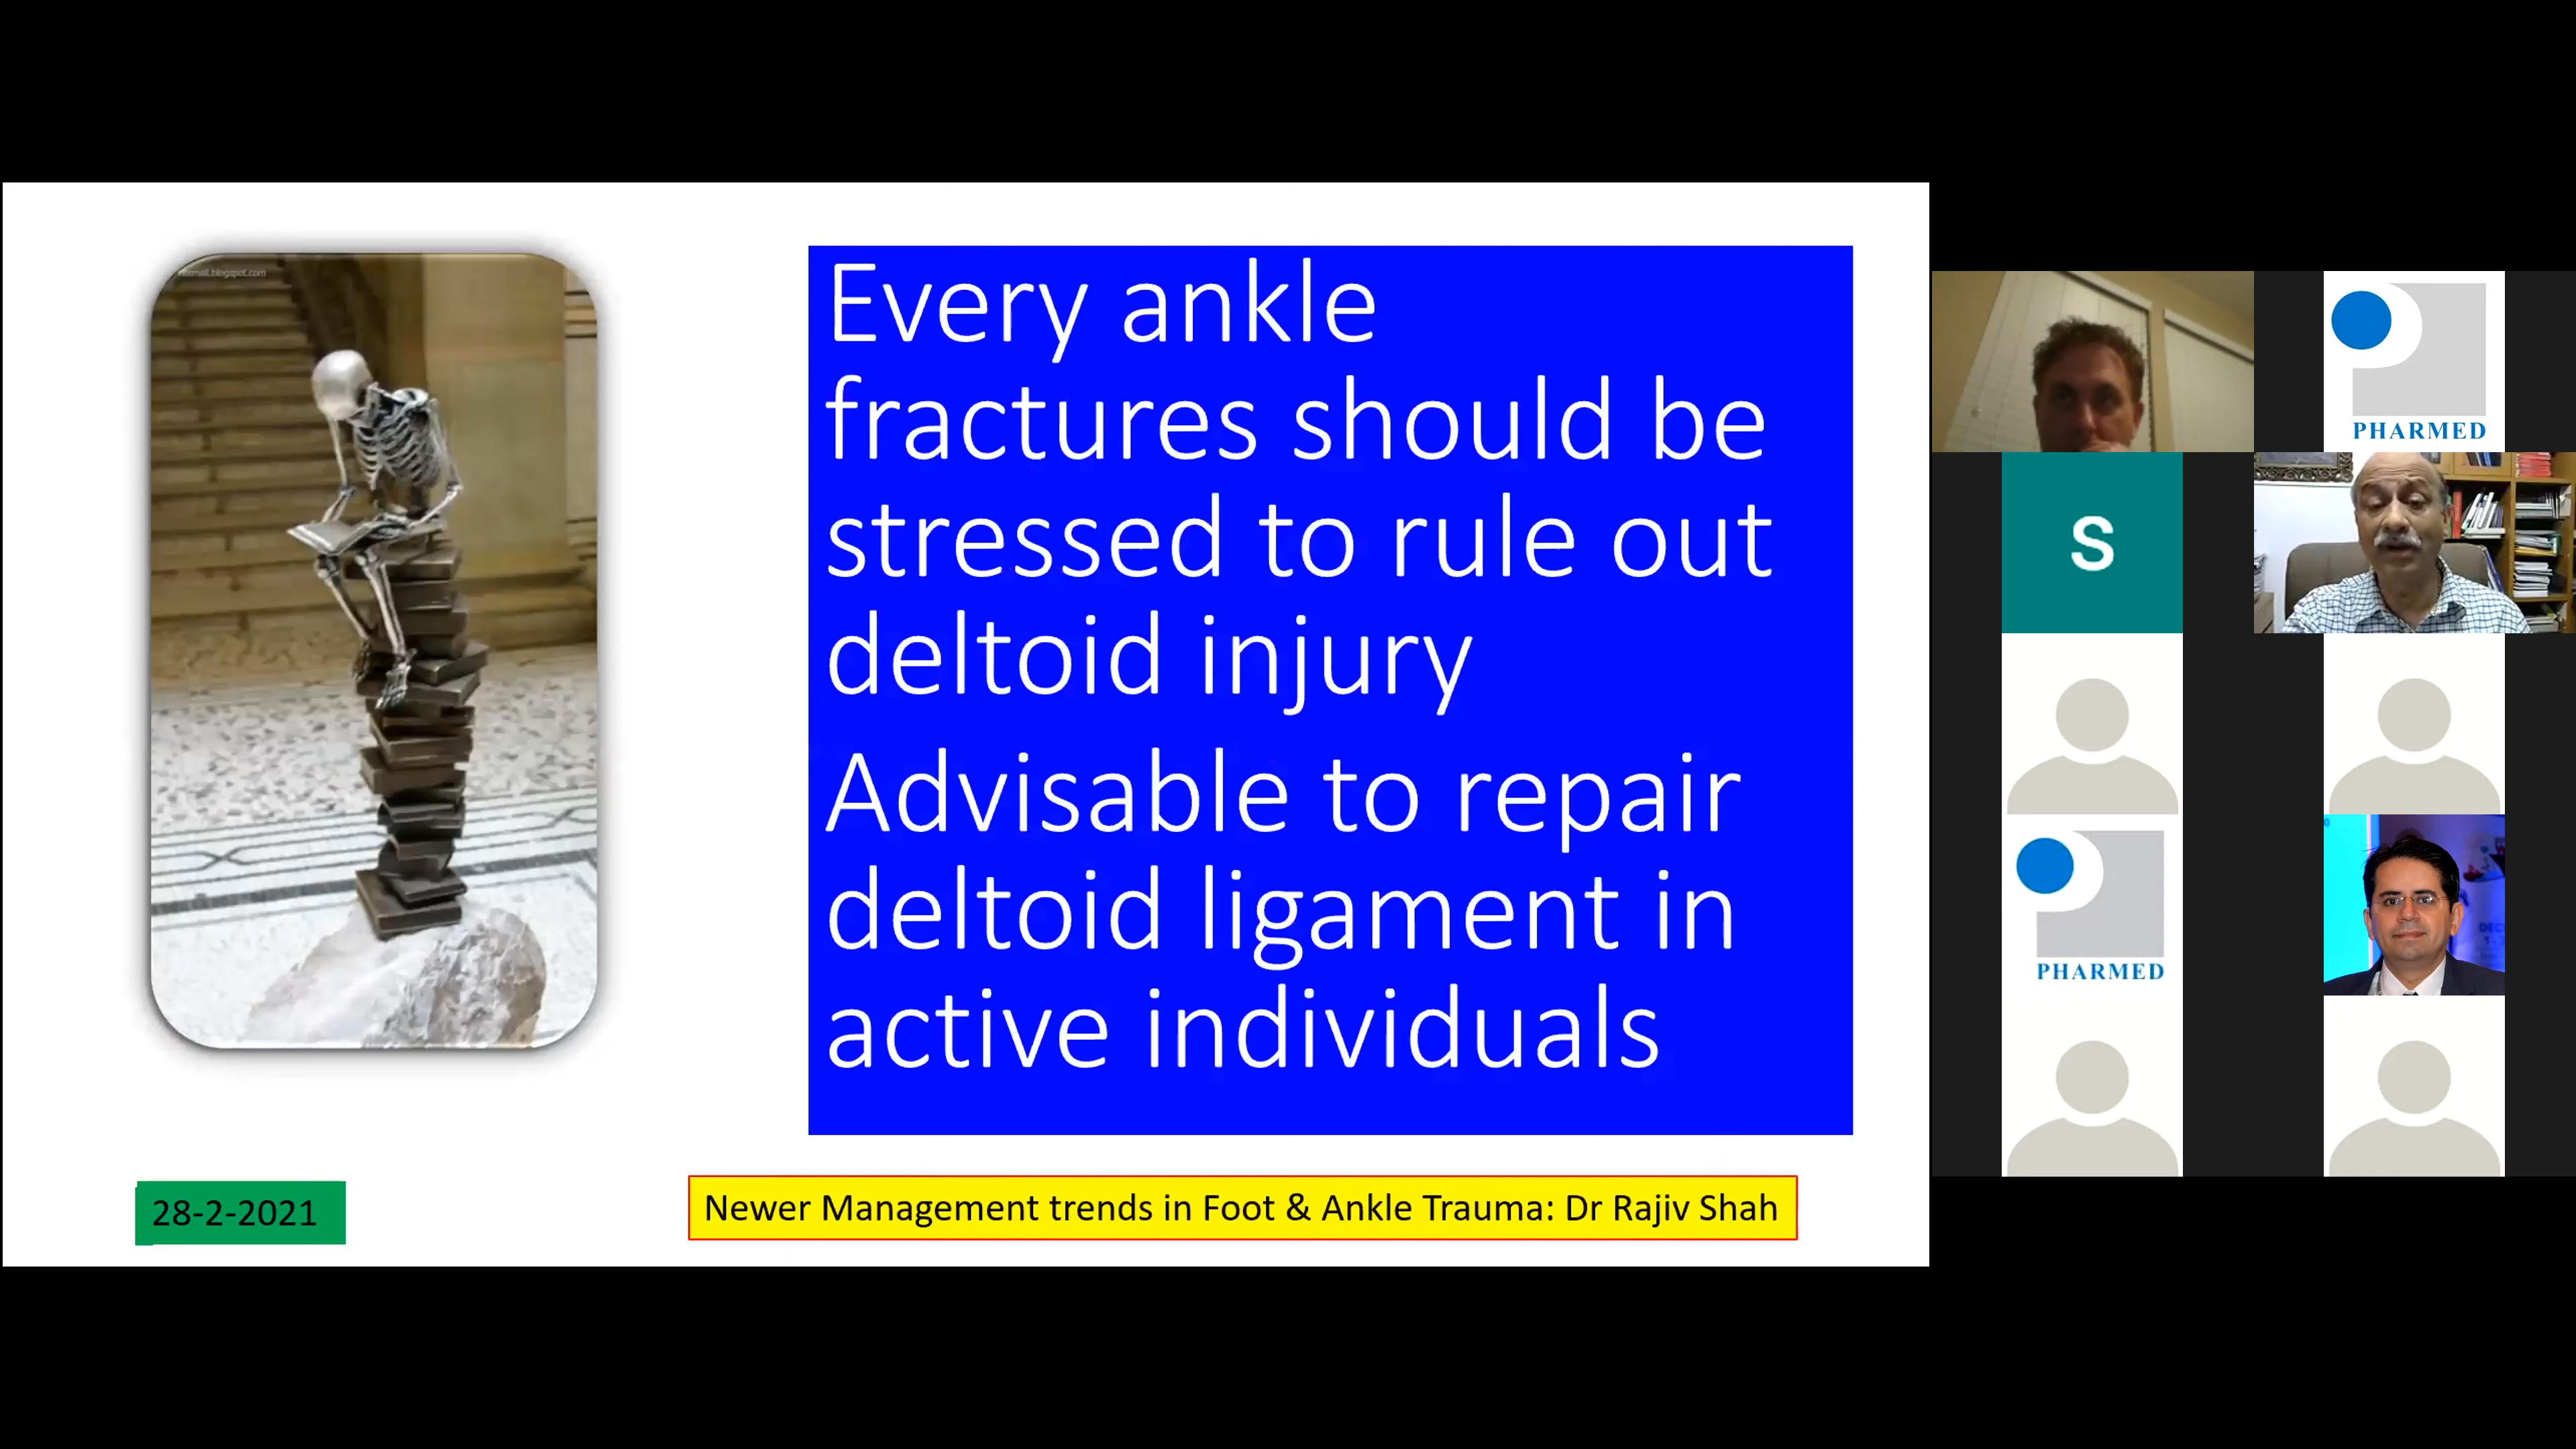 Every ankle
fractures should be
stressed to rule out
deltoid injury
Advisable to repair
deltoid ligament in
active individuals
28-2-2021
Newer Management trends in Foot & Ankle Trauma: Dr Rajiv Shah
PHARMED
S
PHARMED